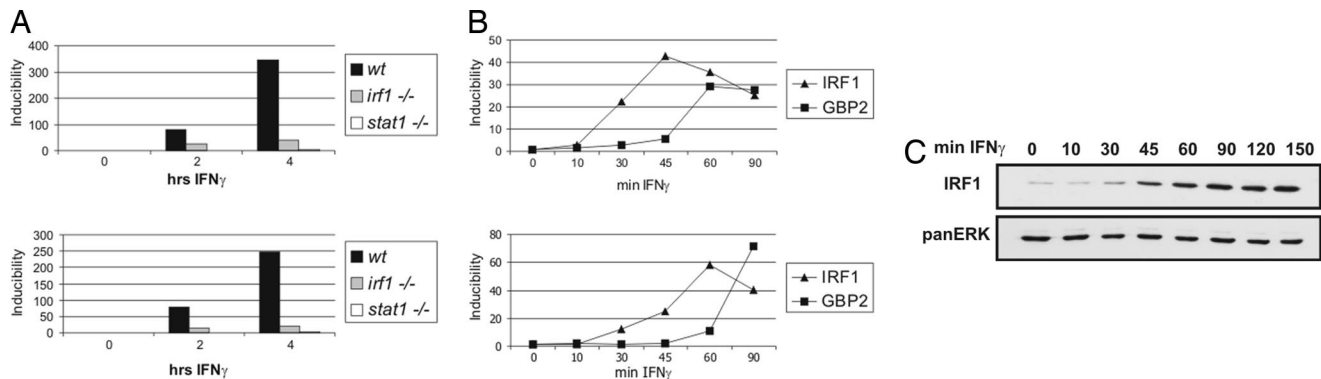 A
400
300
200
100
0
Inducibility
0 2 4
hrs IFNγ
wt
irf1 -/-
stat1 -/-
300
250
200
150
100
50
0
Inducibility
0 2 4
hrs IFNγ
wt
irf1 -/-
stat1 -/-
B
50
40
30
20
10
0
Inducibility
0 10 30 45 60 90
min IFNγ
IRF1
GBP2
80
60
40
20
0
Inducibility
0 10 30 45 60 90
min IFNγ
IRF1
GBP2
C
min IFNγ 0 10 30 45 60 90 120 150
IRF1
panERK